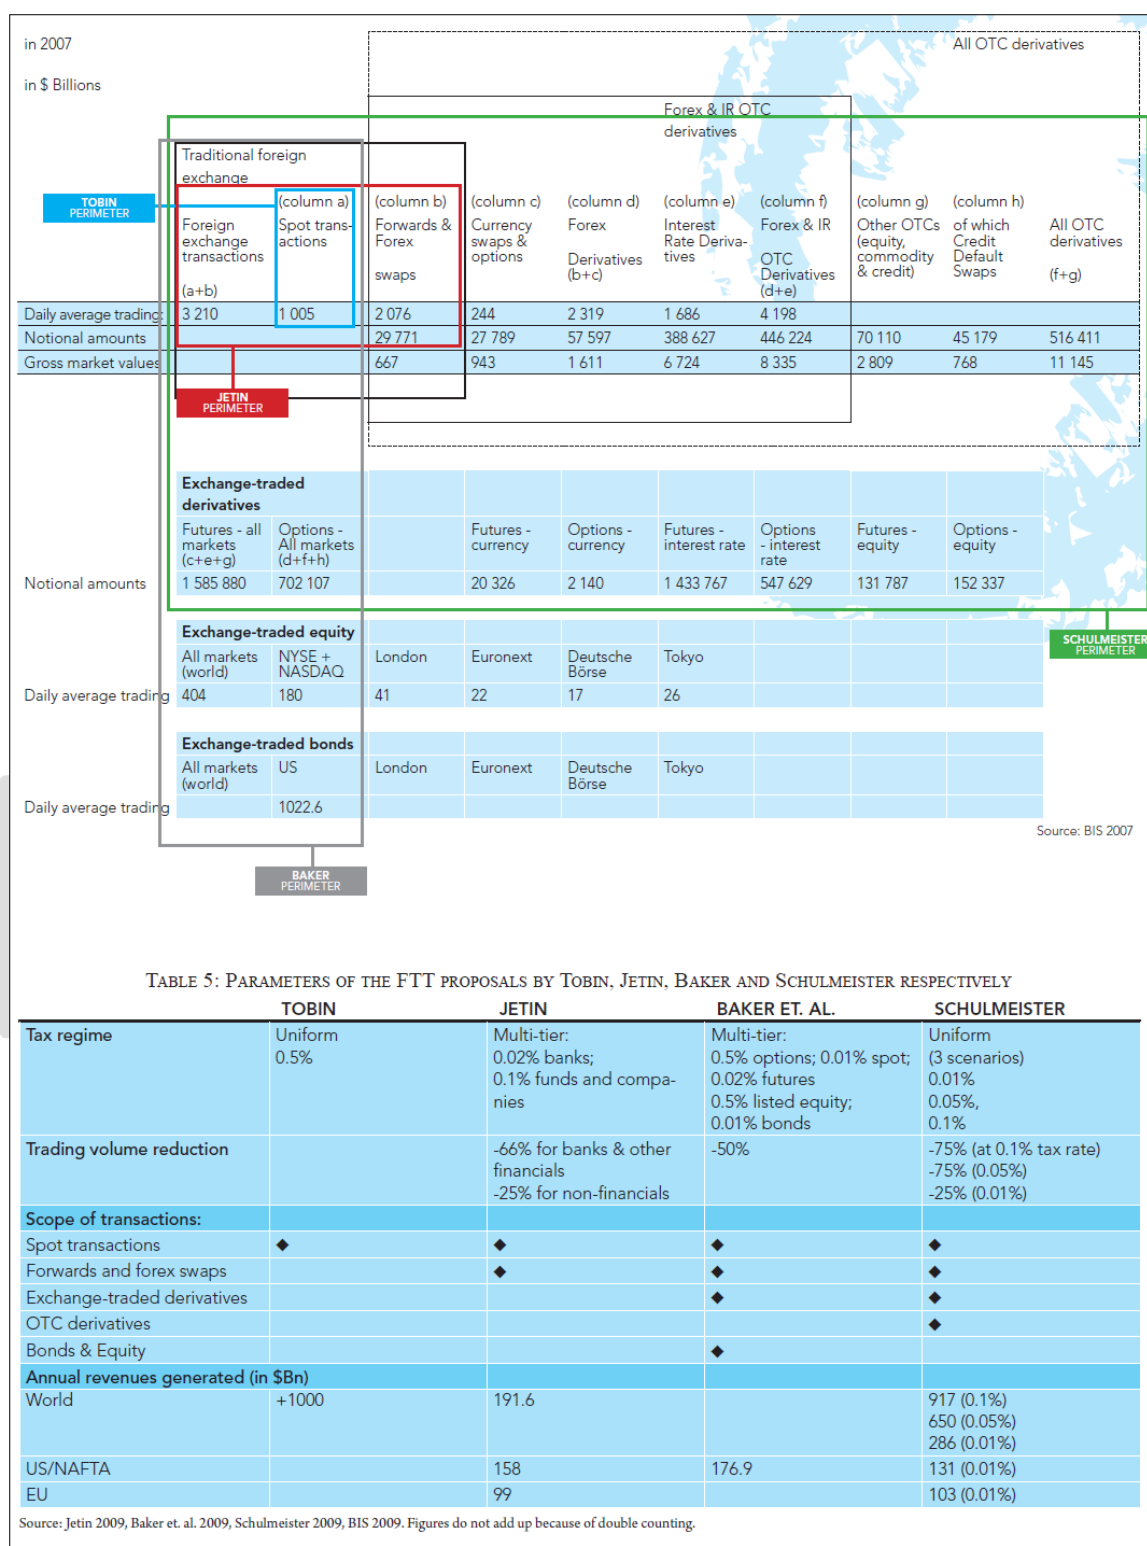 in 2007
All OTC derivatives
in $ Billions
Forex & IR OTC
derivatives
Traditional foreign
exchange
TOBIN
PERIMETER
(column a) (column b) (column c) (column d) (column e) (column f) (column g) (column h)
Foreign Spot trans- Forwards & Currency Forex Interest Forex & IR Other OTCs of which All OTC
exchange actions Forex swaps & Rate Deriva- (equity, Credit derivatives
transactions options Derivatives tives OTC commodity Default
swaps (b+c) Derivatives & credit) Swaps (f+g)
(a+b) (d+e)
Daily average trading: 3 210 1 005 2 076 244 2 319 1 686 4 198
Notional amounts 29 771 27 789 57 597 388 627 446 224 70 110 45 179 516 411
Gross market values 667 943 1 611 6 724 8 335 2 809 768 11 145
JETIN
PERIMETER
Exchange-traded
derivatives
Futures - all Options - Futures - Options - Futures - Options Futures - Options -
markets All markets currency currency interest rate - interest equity equity
(c+e+g) (d+f+h) rate
Notional amounts 1 585 880 702 107 20 326 2 140 1 433 767 547 629 131 787 152 337
Exchange-traded equity
SCHULMEISTER
PERIMETER
All markets NYSE + London Euronext Deutsche Tokyo
(world) NASDAQ Börse
Daily average trading 404 180 41 22 17 26
Exchange-traded bonds
All markets US London Euronext Deutsche Tokyo
(world) Börse
Daily average trading 1022.6
Source: BIS 2007
BAKER
PERIMETER
TABLE 5: PARAMETERS OF THE FTT PROPOSALS BY TOBIN, JETIN, BAKER AND SCHULMEISTER RESPECTIVELY
TOBIN JETIN BAKER ET. AL. SCHULMEISTER
Tax regime Uniform Multi-tier: Multi-tier: Uniform
0.5% 0.02% banks; 0.5% options; 0.01% spot; (3 scenarios)
0.1% funds and compa- 0.02% futures 0.01%
nies 0.5% listed equity; 0.05%,
0.01% bonds 0.1%
Trading volume reduction -66% for banks & other -50% -75% (at 0.1% tax rate)
financials -75% (0.05%)
-25% for non-financials -25% (0.01%)
Scope of transactions:
Spot transactions ◆ ◆ ◆ ◆
Forwards and forex swaps ◆ ◆ ◆
Exchange-traded derivatives ◆ ◆
OTC derivatives ◆
Bonds & Equity ◆
Annual revenues generated (in $Bn)
World +1000 191.6 917 (0.1%)
650 (0.05%)
286 (0.01%)
US/NAFTA 158 176.9 131 (0.01%)
EU 99 103 (0.01%)
Source: Jetin 2009, Baker et. al. 2009, Schulmeister 2009, BIS 2009. Figures do not add up because of double counting.